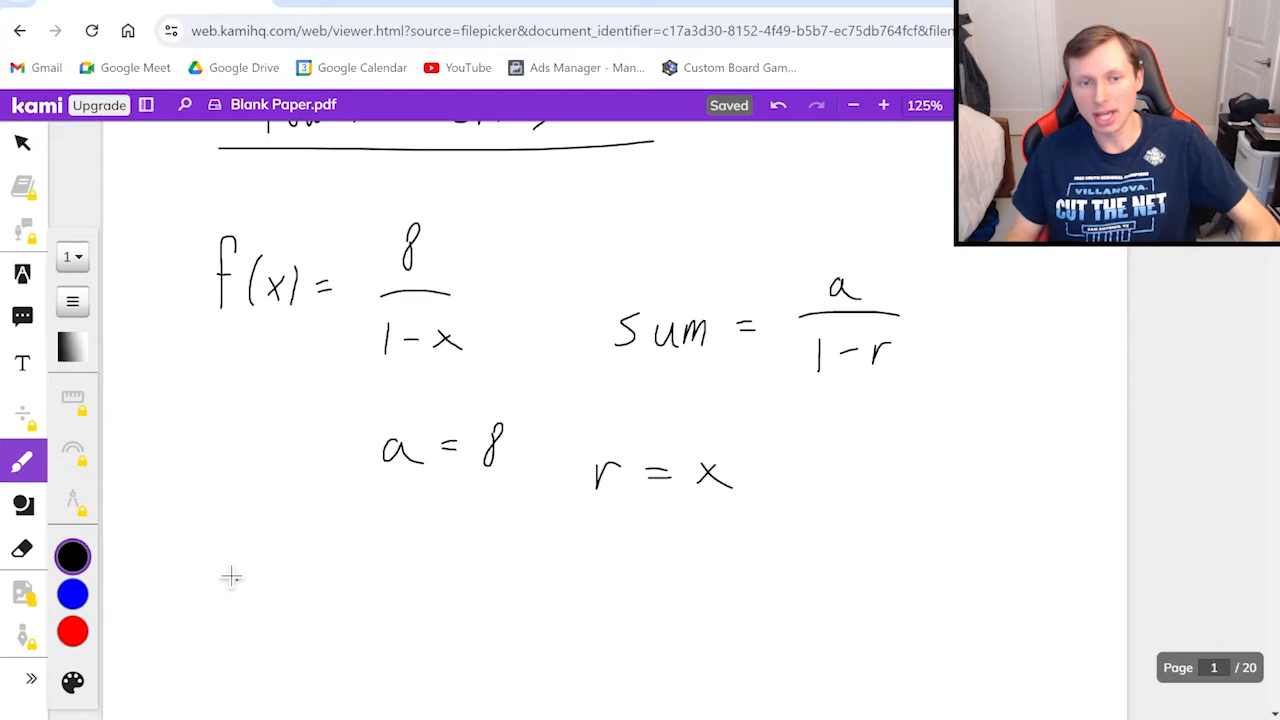 web.kamihq.com/web/viewer.html?source=filepicker&document_identifier=c17a3d30-8152-4f49-b5b7-ec75db764fcf&filen
Gmail Google Meet Google Drive Google Calendar YouTube Ads Manager - Man... Custom Board Gam...
kami Upgrade Blank Paper.pdf Saved 125%
f(x) = 8 / (1 - x)
sum = a / (1 - r)
a = 8
r = x
1
T
VILLANOVA
CUT THE NET
Page 1 / 20